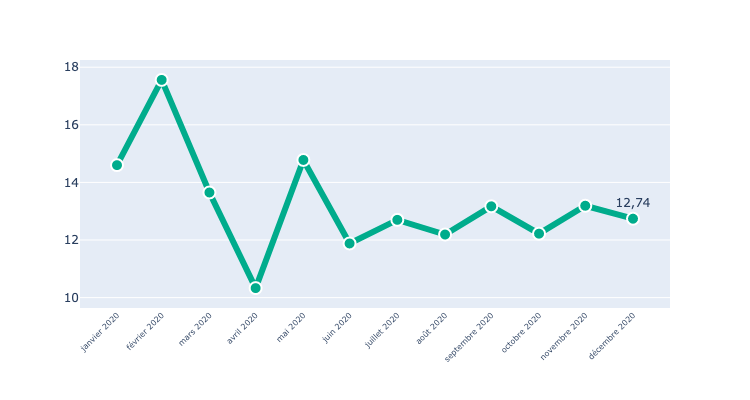 18
16
14
12
10
12,74
janvier 2020
février 2020
mars 2020
avril 2020
mai 2020
juin 2020
juillet 2020
août 2020
septembre 2020
octobre 2020
novembre 2020
décembre 2020